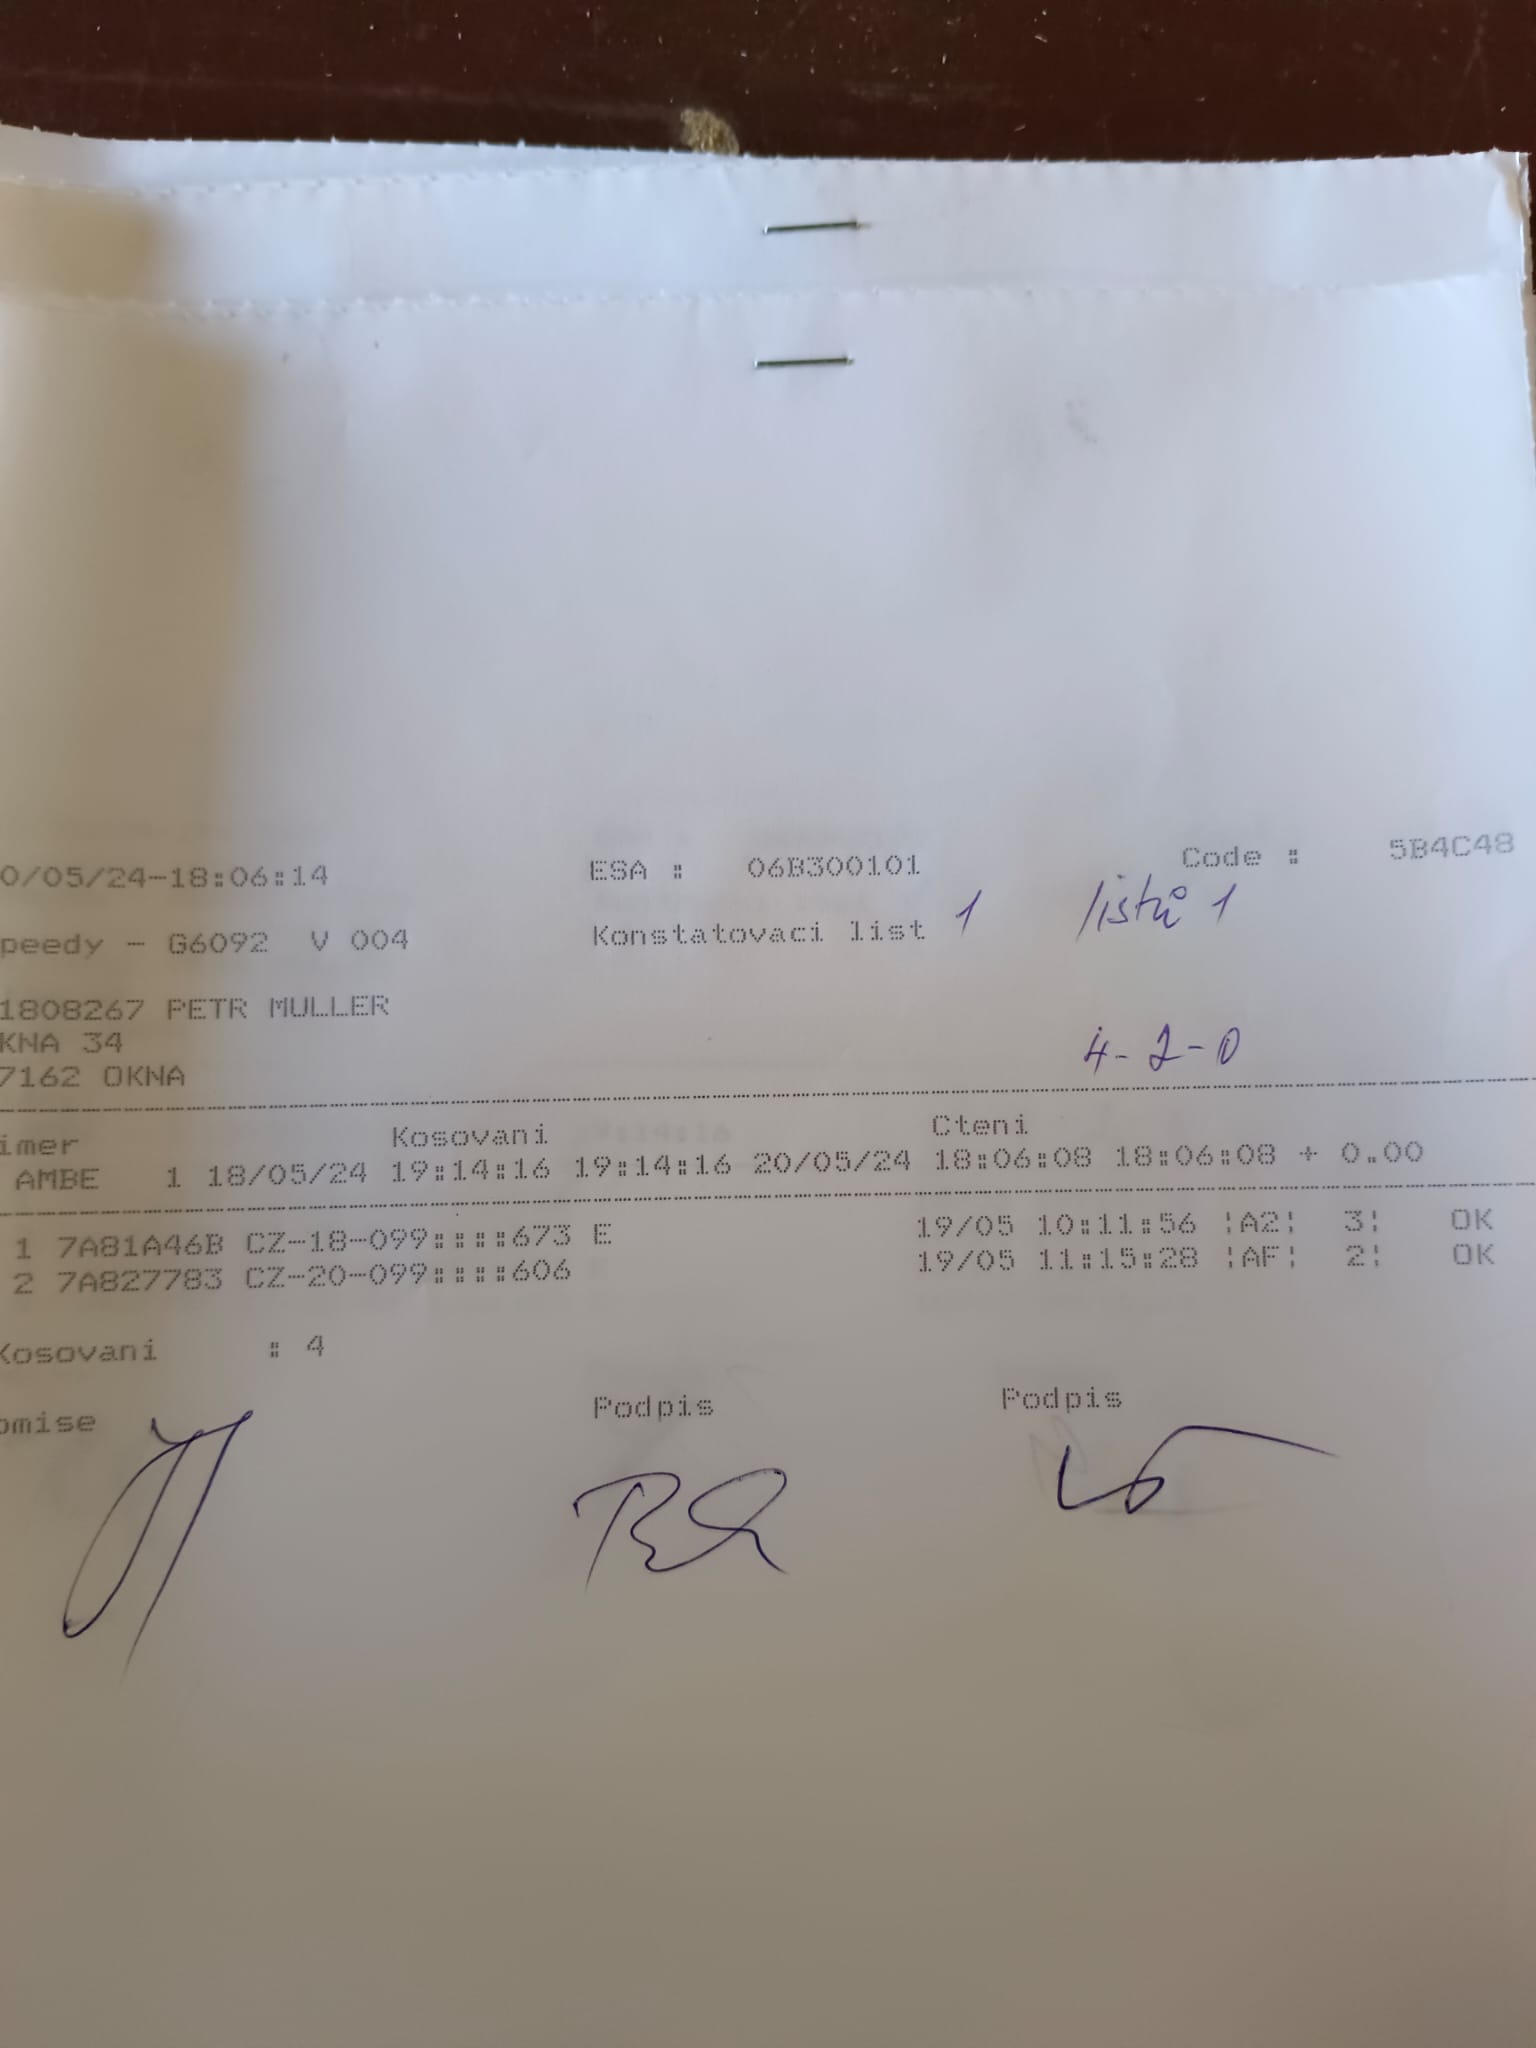 0/05/24-18:06:14 ESA : 06B300101 Code : 5B4C48
peedy - G6092 V 004 Konstatovaci list 1 listů 1
1808267 PETR MULLER
KNA 34 4-2-0
7162 OKNA
imer Kosovani Cteni
AMBE 1 18/05/24 19:14:16 19:14:16 20/05/24 18:06:08 18:06:08 + 0.00
1 7A81A46B CZ-18-099::::673 E 19/05 10:11:56 ¦A2¦ 3¦ OK
2 7A827783 CZ-20-099::::606 19/05 11:15:28 ¦AF¦ 2¦ OK
Kosovani : 4
omise Podpis Podpis